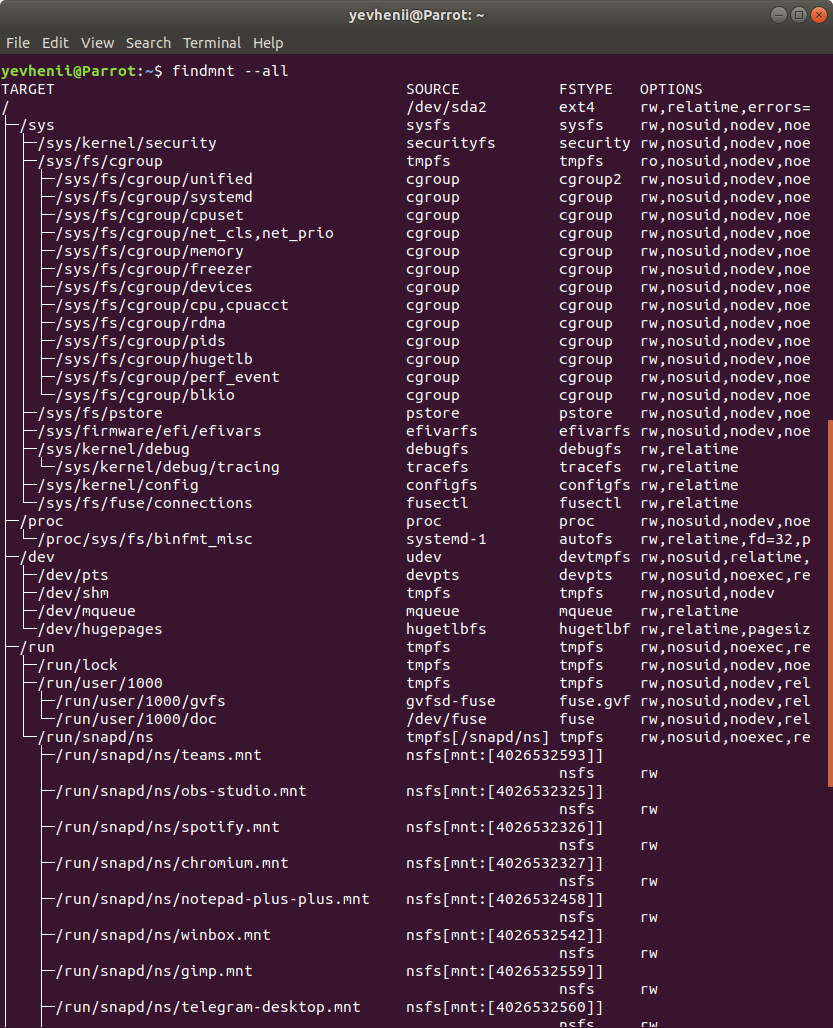 yevhenii@Parrot: ~
File Edit View Search Terminal Help
yevhenii@Parrot:~$ findmnt --all
TARGET SOURCE FSTYPE OPTIONS
/ /dev/sda2 ext4 rw,relatime,errors=
├─/sys sysfs sysfs rw,nosuid,nodev,noe
│ ├─/sys/kernel/security securityfs security rw,nosuid,nodev,noe
│ ├─/sys/fs/cgroup tmpfs tmpfs ro,nosuid,nodev,noe
│ │ ├─/sys/fs/cgroup/unified cgroup cgroup2 rw,nosuid,nodev,noe
│ │ ├─/sys/fs/cgroup/systemd cgroup cgroup rw,nosuid,nodev,noe
│ │ ├─/sys/fs/cgroup/cpuset cgroup cgroup rw,nosuid,nodev,noe
│ │ ├─/sys/fs/cgroup/net_cls,net_prio cgroup cgroup rw,nosuid,nodev,noe
│ │ ├─/sys/fs/cgroup/memory cgroup cgroup rw,nosuid,nodev,noe
│ │ ├─/sys/fs/cgroup/freezer cgroup cgroup rw,nosuid,nodev,noe
│ │ ├─/sys/fs/cgroup/devices cgroup cgroup rw,nosuid,nodev,noe
│ │ ├─/sys/fs/cgroup/cpu,cpuacct cgroup cgroup rw,nosuid,nodev,noe
│ │ ├─/sys/fs/cgroup/rdma cgroup cgroup rw,nosuid,nodev,noe
│ │ ├─/sys/fs/cgroup/pids cgroup cgroup rw,nosuid,nodev,noe
│ │ ├─/sys/fs/cgroup/hugetlb cgroup cgroup rw,nosuid,nodev,noe
│ │ ├─/sys/fs/cgroup/perf_event cgroup cgroup rw,nosuid,nodev,noe
│ │ └─/sys/fs/cgroup/blkio cgroup cgroup rw,nosuid,nodev,noe
│ ├─/sys/fs/pstore pstore pstore rw,nosuid,nodev,noe
│ ├─/sys/firmware/efi/efivars efivarfs efivarfs rw,nosuid,nodev,noe
│ ├─/sys/kernel/debug debugfs debugfs rw,relatime
│ │ └─/sys/kernel/debug/tracing tracefs tracefs rw,relatime
│ ├─/sys/kernel/config configfs configfs rw,relatime
│ └─/sys/fs/fuse/connections fusectl fusectl rw,relatime
├─/proc proc proc rw,nosuid,nodev,noe
│ └─/proc/sys/fs/binfmt_misc systemd-1 autofs rw,relatime,fd=32,p
├─/dev udev devtmpfs rw,nosuid,relatime,
│ ├─/dev/pts devpts devpts rw,nosuid,noexec,re
│ ├─/dev/shm tmpfs tmpfs rw,nosuid,nodev
│ ├─/dev/mqueue mqueue mqueue rw,relatime
│ └─/dev/hugepages hugetlbfs hugetlbf rw,relatime,pagesiz
├─/run tmpfs tmpfs rw,nosuid,noexec,re
│ ├─/run/lock tmpfs tmpfs rw,nosuid,nodev,noe
│ ├─/run/user/1000 tmpfs tmpfs rw,nosuid,nodev,rel
│ │ ├─/run/user/1000/gvfs gvfsd-fuse fuse.gvf rw,nosuid,nodev,rel
│ │ └─/run/user/1000/doc /dev/fuse fuse rw,nosuid,nodev,rel
│ └─/run/snapd/ns tmpfs[/snapd/ns] tmpfs rw,nosuid,noexec,re
│ ├─/run/snapd/ns/teams.mnt nsfs[mnt:[4026532593]]
│ │ nsfs rw
│ ├─/run/snapd/ns/obs-studio.mnt nsfs[mnt:[4026532325]]
│ │ nsfs rw
│ ├─/run/snapd/ns/spotify.mnt nsfs[mnt:[4026532326]]
│ │ nsfs rw
│ ├─/run/snapd/ns/chromium.mnt nsfs[mnt:[4026532327]]
│ │ nsfs rw
│ ├─/run/snapd/ns/notepad-plus-plus.mnt nsfs[mnt:[4026532458]]
│ │ nsfs rw
│ ├─/run/snapd/ns/winbox.mnt nsfs[mnt:[4026532542]]
│ │ nsfs rw
│ ├─/run/snapd/ns/gimp.mnt nsfs[mnt:[4026532559]]
│ │ nsfs rw
│ ├─/run/snapd/ns/telegram-desktop.mnt nsfs[mnt:[4026532560]]
│ │ nsfs rw